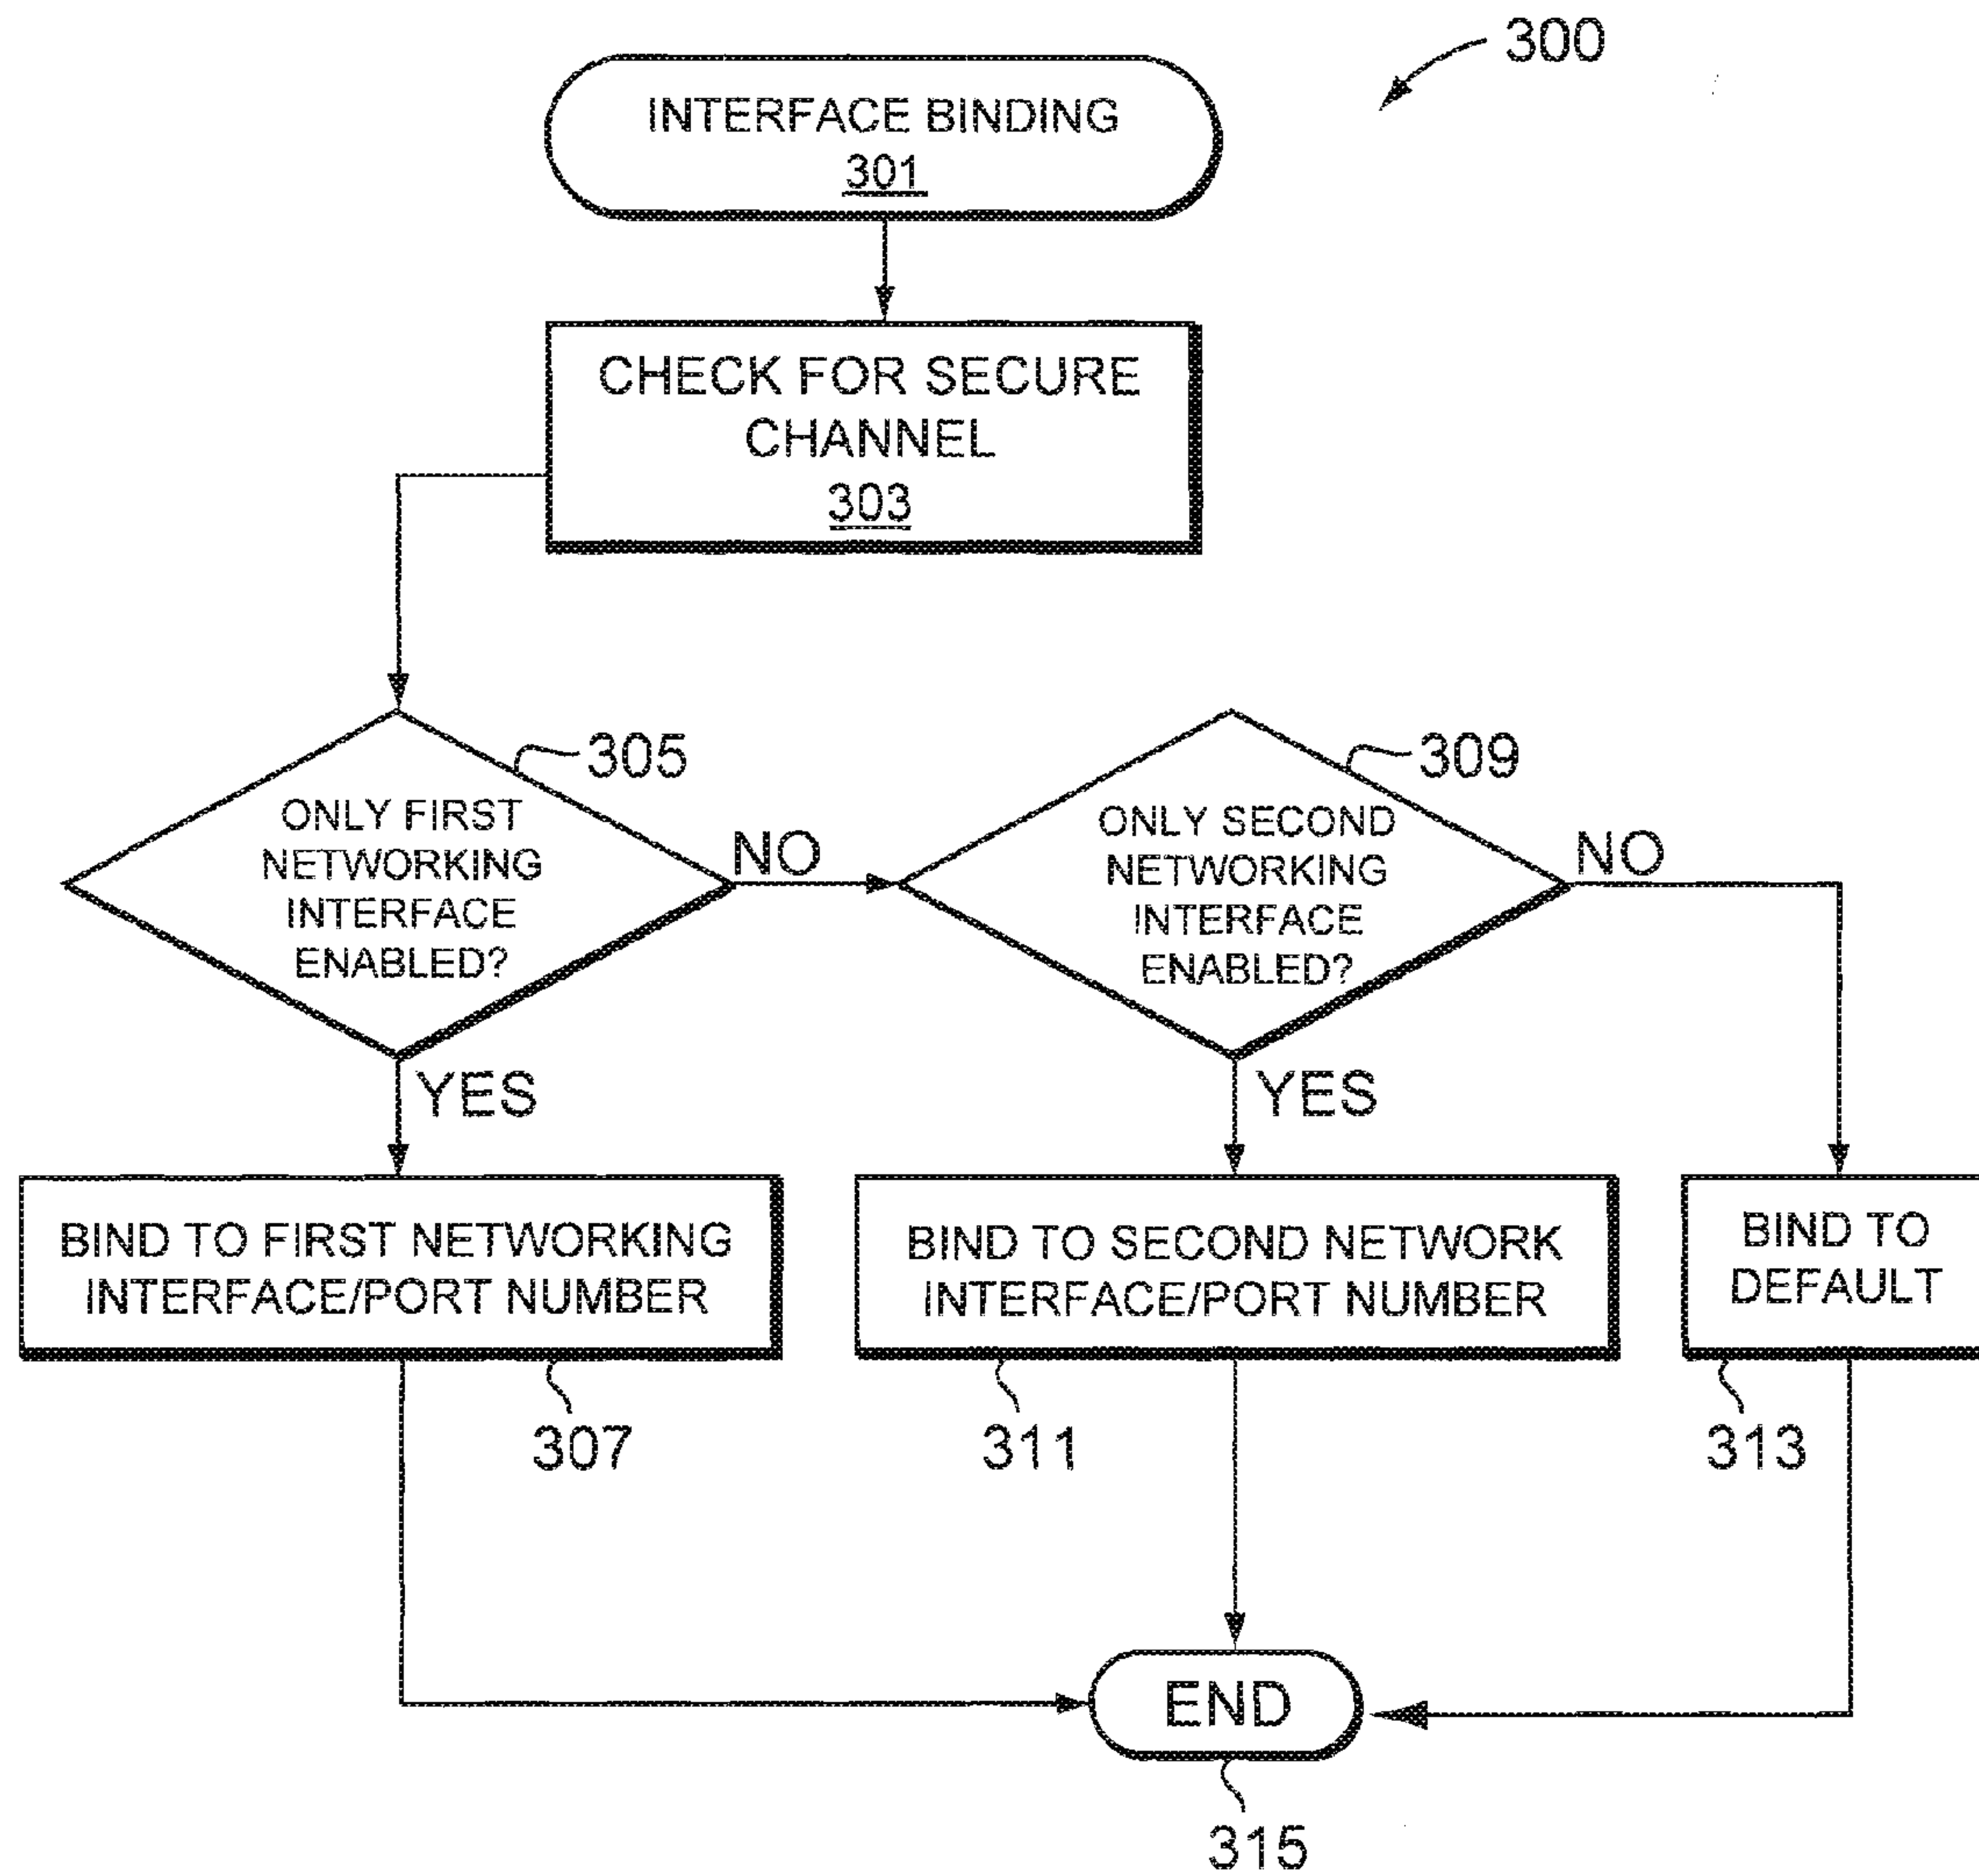 300
INTERFACE BINDING
301
CHECK FOR SECURE
CHANNEL
303
305
ONLY FIRST
NETWORKING
INTERFACE
ENABLED?
NO
YES
309
ONLY SECOND
NETWORKING
INTERFACE
ENABLED?
NO
YES
BIND TO FIRST NETWORKING
INTERFACE/PORT NUMBER
307
BIND TO SECOND NETWORK
INTERFACE/PORT NUMBER
311
BIND TO
DEFAULT
313
END
315